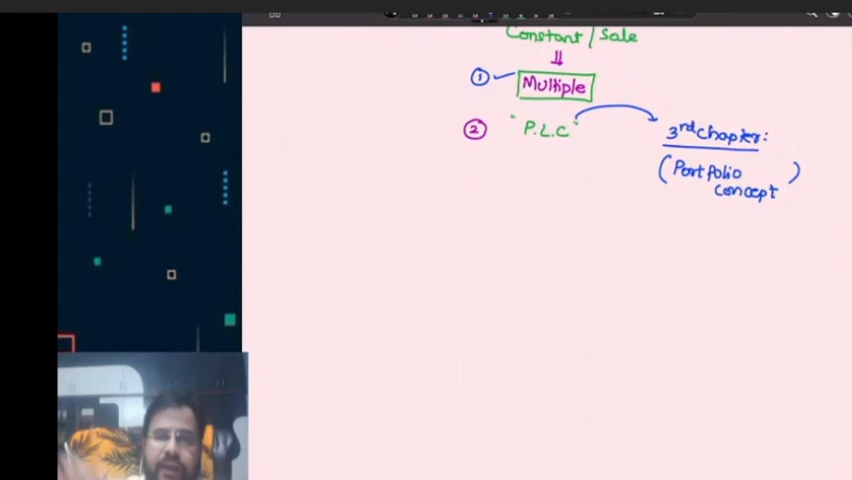 Constant / Sale
⇓
① ✓ Multiple
② "P.L.C"
3rd chapter:
(Portfolio
concept)